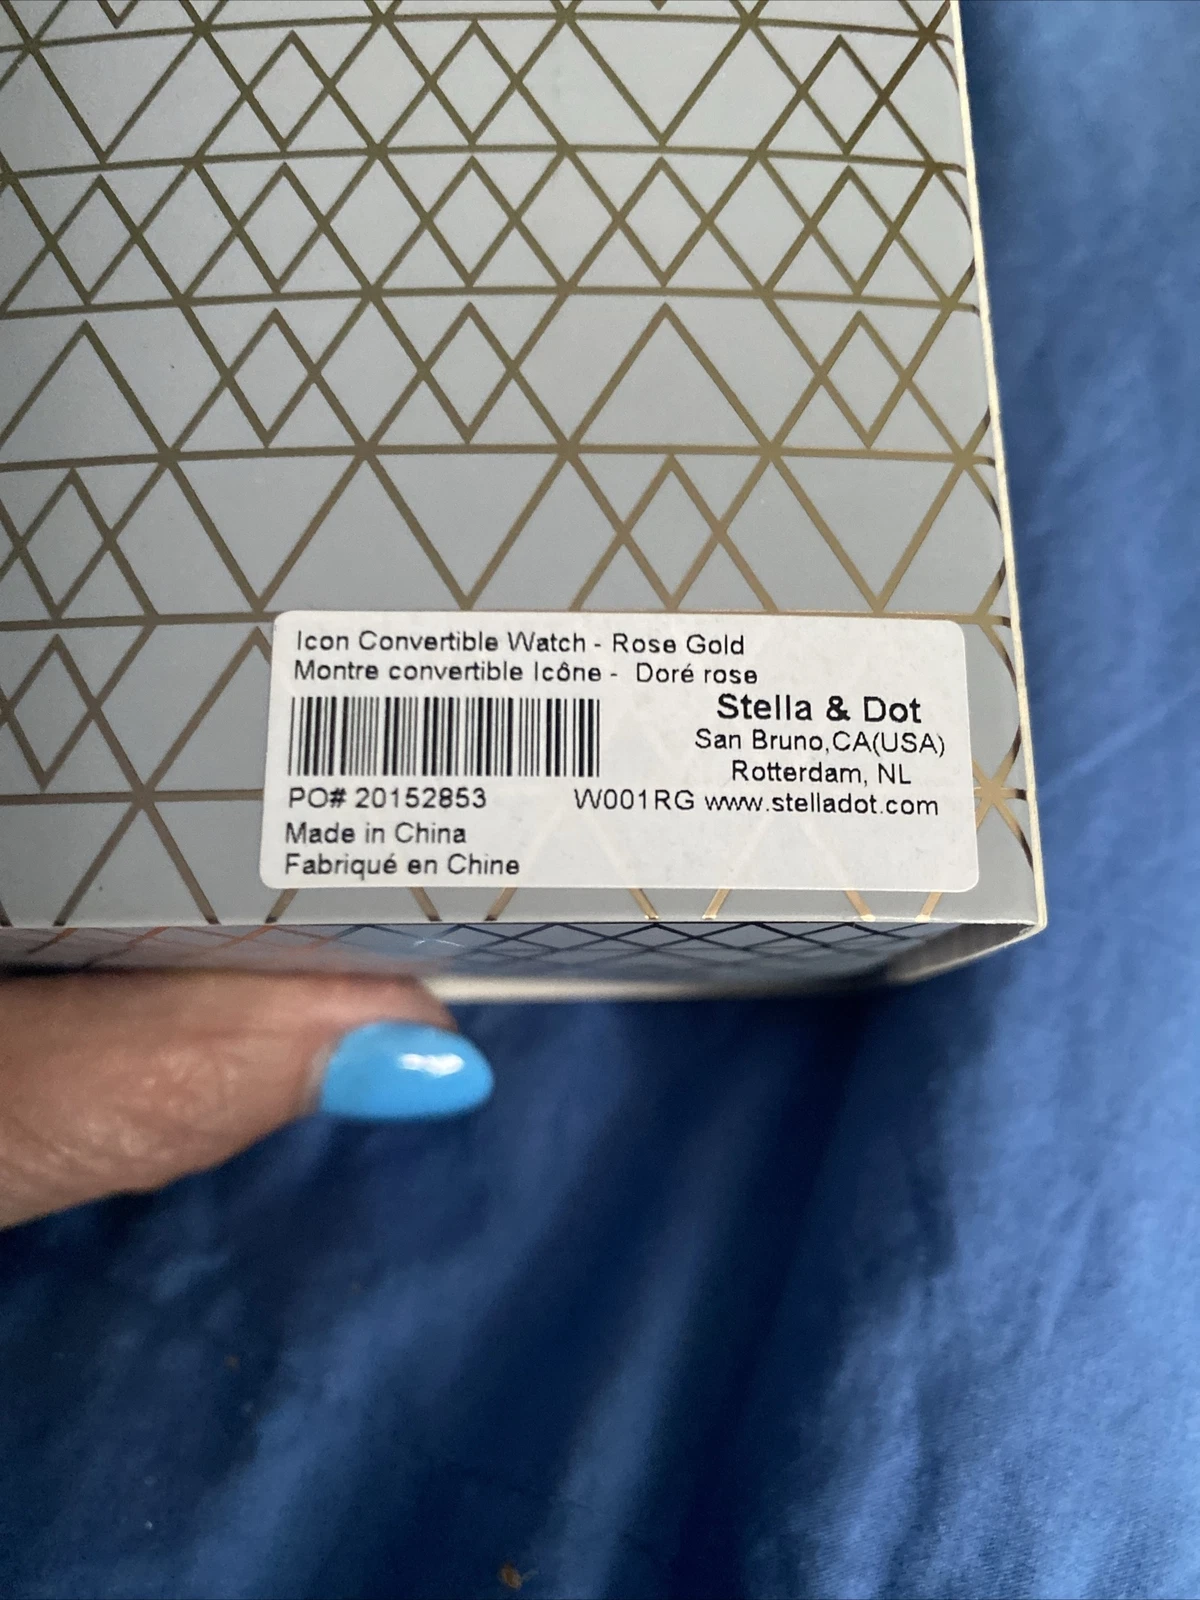 Icon Convertible Watch - Rose Gold
Montre convertible Icône - Doré rose
Stella & Dot
San Bruno,CA(USA)
Rotterdam, NL
PO# 20152853
W001RG www.stelladot.com
Made in China
Fabriqué en Chine